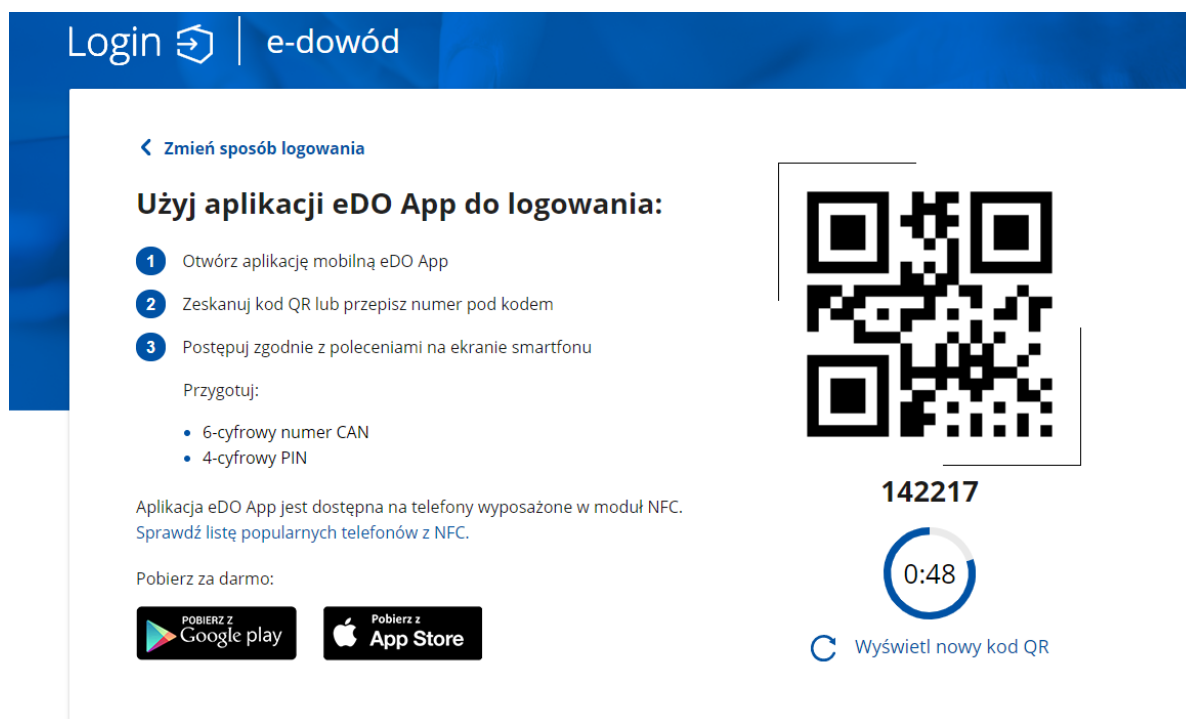 Login e-dowód
Zmień sposób logowania
Użyj aplikacji eDO App do logowania:
1 Otwórz aplikację mobilną eDO App
2 Zeskanuj kod QR lub przepisz numer pod kodem
3 Postępuj zgodnie z poleceniami na ekranie smartfonu
Przygotuj:
• 6-cyfrowy numer CAN
• 4-cyfrowy PIN
Aplikacja eDO App jest dostępna na telefony wyposażone w moduł NFC.
Sprawdź listę popularnych telefonów z NFC.
Pobierz za darmo:
POBIERZ Z
Google play
Pobierz z
App Store
142217
0:48
Wyświetl nowy kod QR